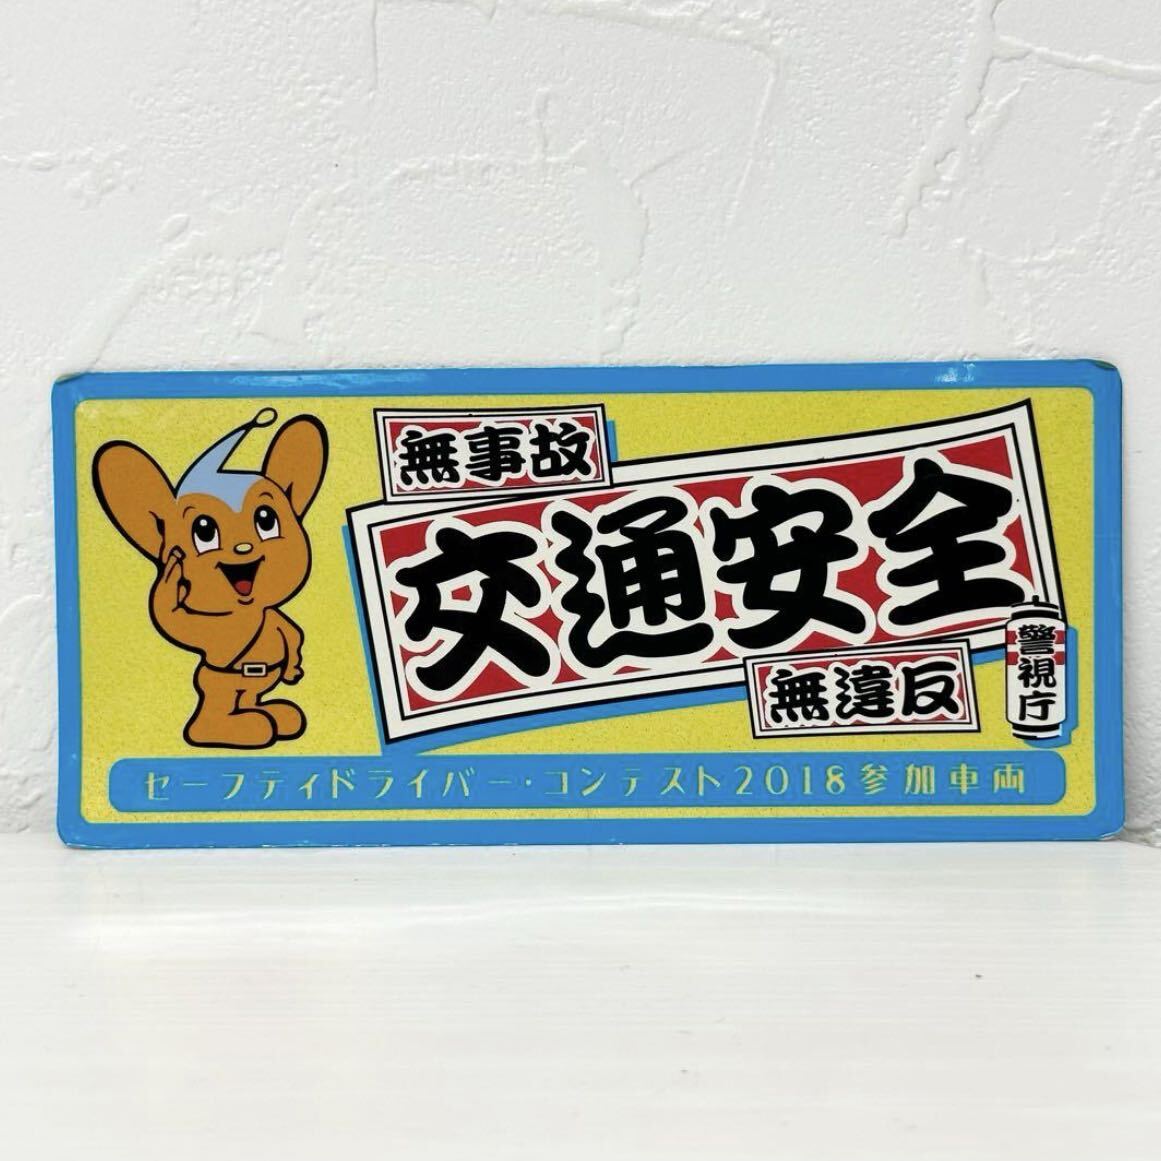 無事故
交通安全
無違反
警視庁
セーフティドライバー・コンテスト2018参加車両